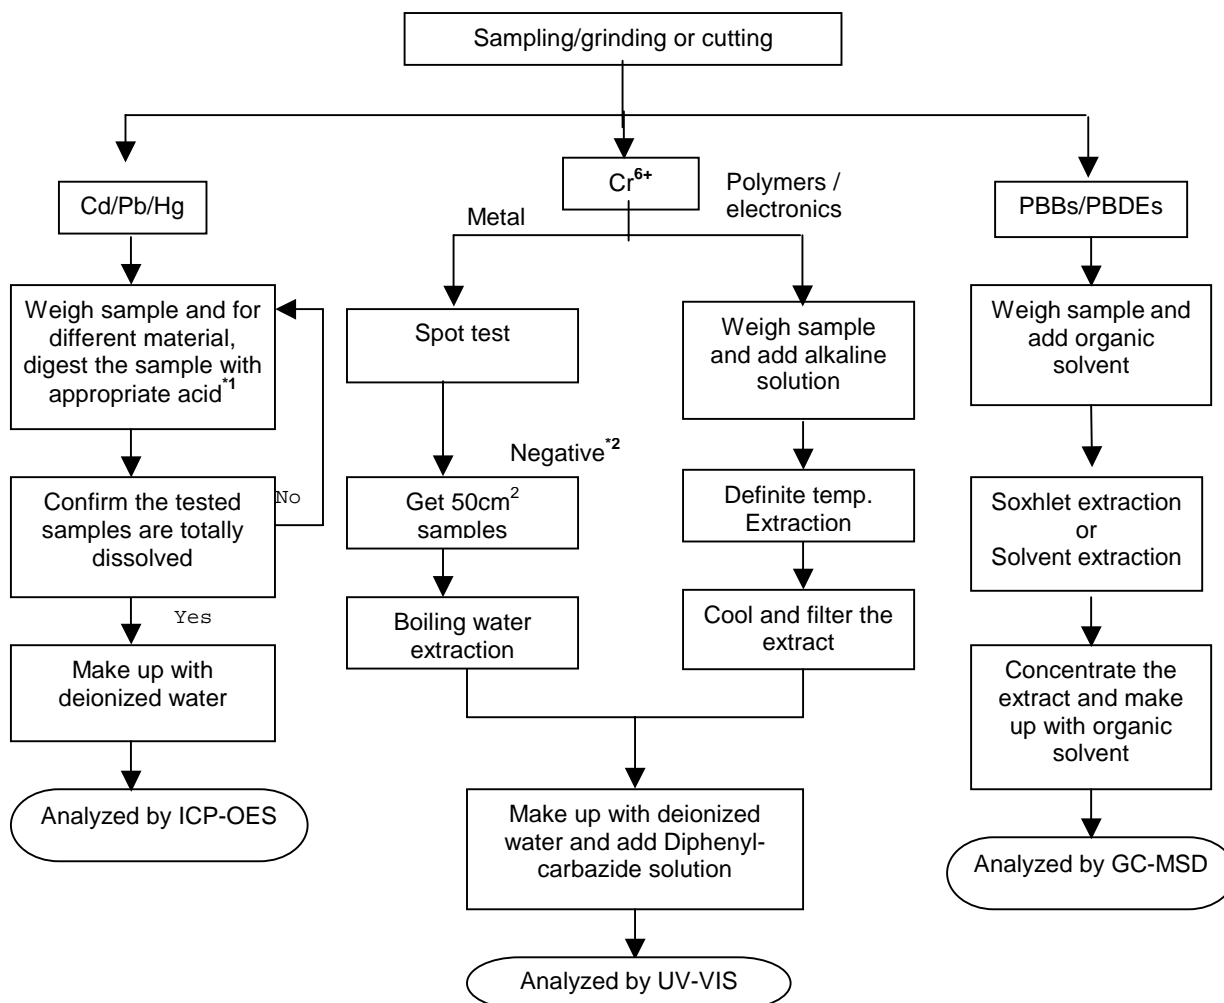 Sampling/grinding or cutting
Cd/Pb/Hg
Cr⁶⁺
Polymers /
electronics
Metal
PBBs/PBDEs
Weigh sample and for
different material,
digest the sample with
appropriate acid*¹
Spot test
Weigh sample
and add alkaline
solution
Weigh sample and
add organic
solvent
Negative*²
Confirm the tested
samples are totally
dissolved
No
Get 50cm²
samples
Definite temp.
Extraction
Soxhlet extraction
or
Solvent extraction
Yes
Boiling water
extraction
Cool and filter the
extract
Make up with
deionized water
Concentrate the
extract and make
up with organic
solvent
Analyzed by ICP-OES
Make up with deionized
water and add Diphenyl-
carbazide solution
Analyzed by GC-MSD
Analyzed by UV-VIS